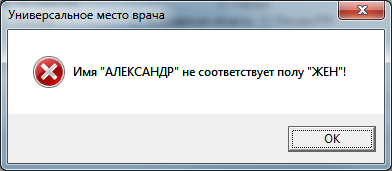 Универсальное место врача
Имя "АЛЕКСАНДР" не соответствует полу "ЖЕН"!
OK